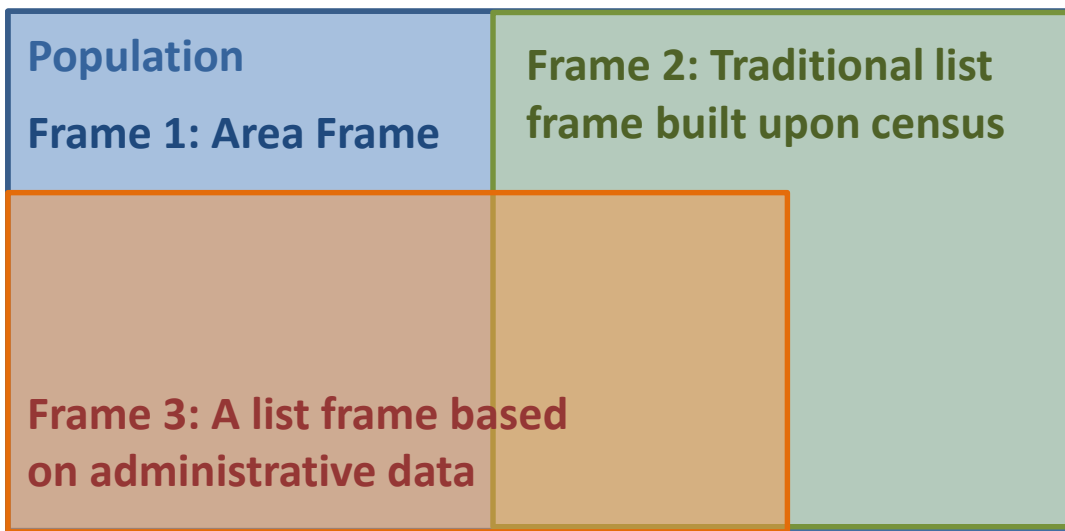 Population
Frame 1: Area Frame
Frame 2: Traditional list
frame built upon census
Frame 3: A list frame based
on administrative data